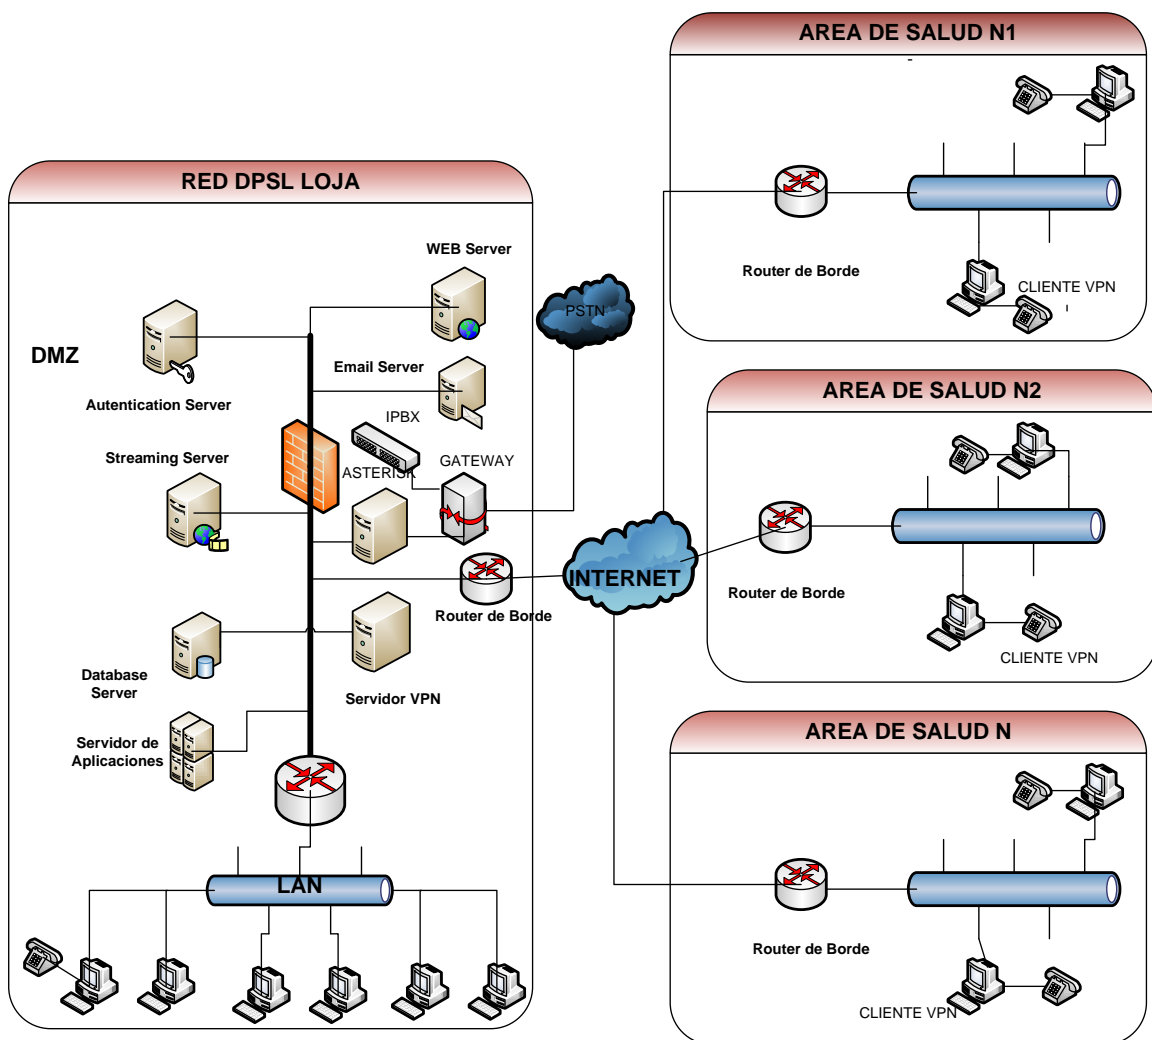 AREA DE SALUD N1
-
Router de Borde
CLIENTE VPN
RED DPSL LOJA
WEB Server
PSTN
DMZ
Email Server
Autentication Server
IPBX
Streaming Server
ASTERISK
GATEWAY
INTERNET
Router de Borde
Database
Server
Servidor VPN
Servidor de
Aplicaciones
LAN
AREA DE SALUD N2
Router de Borde
CLIENTE VPN
AREA DE SALUD N
Router de Borde
CLIENTE VPN